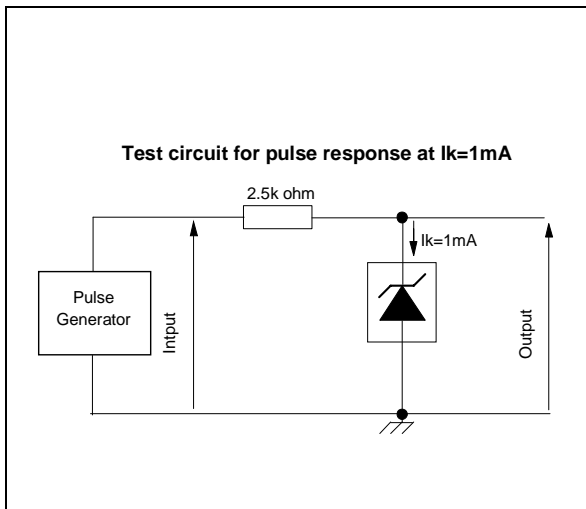 Test circuit for pulse response at Ik=1mA
2.5k ohm
Ik=1mA
Pulse
Generator
Intput
Output